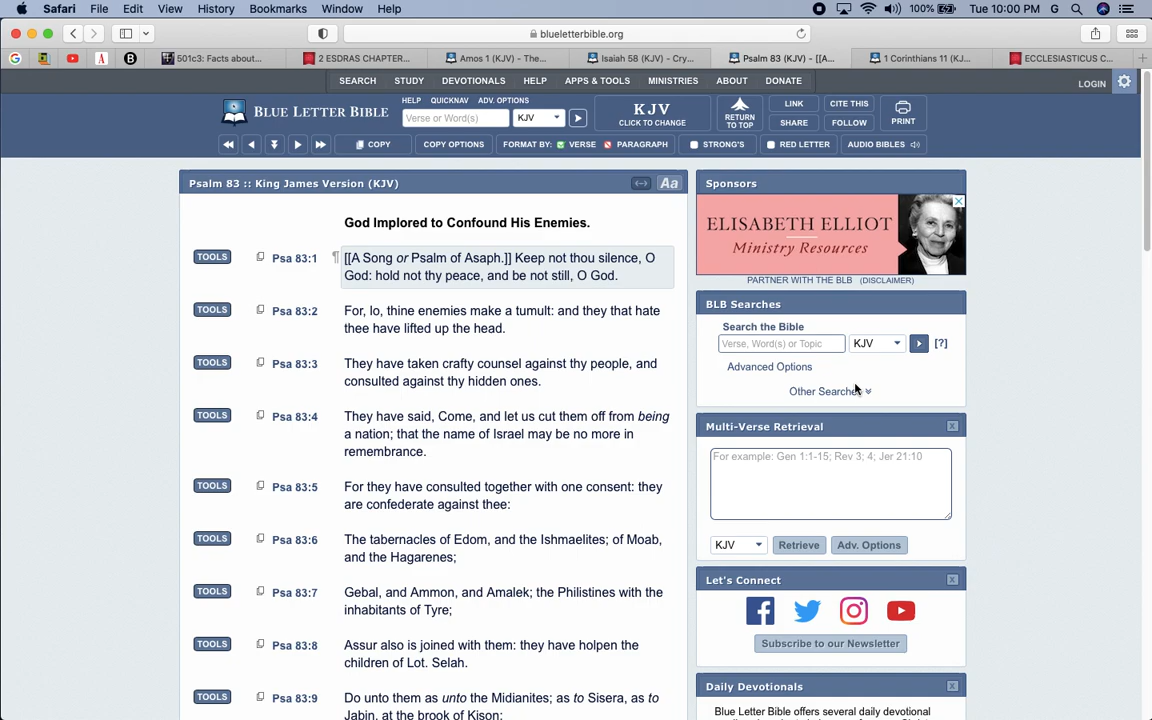 Safari File Edit View History Bookmarks Window Help 100% Tue 10:00 PM G
blueletterbible.org
501c3: Facts about... 2 ESDRAS CHAPTER... Amos 1 (KJV) - The... Isaiah 58 (KJV) - Cry... Psalm 83 (KJV) - [[A... 1 Corinthians 11 (KJ... ECCLESIASTICUS C...
SEARCH STUDY DEVOTIONALS HELP APPS & TOOLS MINISTRIES ABOUT DONATE LOGIN
BLUE LETTER BIBLE
HELP QUICKNAV ADV. OPTIONS
Verse or Word(s) KJV
KJV
CLICK TO CHANGE
RETURN
TO TOP
LINK CITE THIS
SHARE FOLLOW
PRINT
COPY COPY OPTIONS FORMAT BY: VERSE PARAGRAPH STRONG'S RED LETTER AUDIO BIBLES
Psalm 83 :: King James Version (KJV) Aa
God Implored to Confound His Enemies.
TOOLS Psa 83:1 ¶ [[A Song or Psalm of Asaph.]] Keep not thou silence, O
God: hold not thy peace, and be not still, O God.
TOOLS Psa 83:2 For, lo, thine enemies make a tumult: and they that hate
thee have lifted up the head.
TOOLS Psa 83:3 They have taken crafty counsel against thy people, and
consulted against thy hidden ones.
TOOLS Psa 83:4 They have said, Come, and let us cut them off from being
a nation; that the name of Israel may be no more in
remembrance.
TOOLS Psa 83:5 For they have consulted together with one consent: they
are confederate against thee:
TOOLS Psa 83:6 The tabernacles of Edom, and the Ishmaelites; of Moab,
and the Hagarenes;
TOOLS Psa 83:7 Gebal, and Ammon, and Amalek; the Philistines with the
inhabitants of Tyre;
TOOLS Psa 83:8 Assur also is joined with them: they have holpen the
children of Lot. Selah.
TOOLS Psa 83:9 Do unto them as unto the Midianites; as to Sisera, as to
Jabin, at the brook of Kison:
Sponsors
ELISABETH ELLIOT
Ministry Resources
PARTNER WITH THE BLB (DISCLAIMER)
BLB Searches
Search the Bible
Verse, Word(s) or Topic KJV [?]
Advanced Options
Other Searches
Multi-Verse Retrieval
For example: Gen 1:1-15; Rev 3; 4; Jer 21:10
KJV Retrieve Adv. Options
Let's Connect
Subscribe to our Newsletter
Daily Devotionals
Blue Letter Bible offers several daily devotional